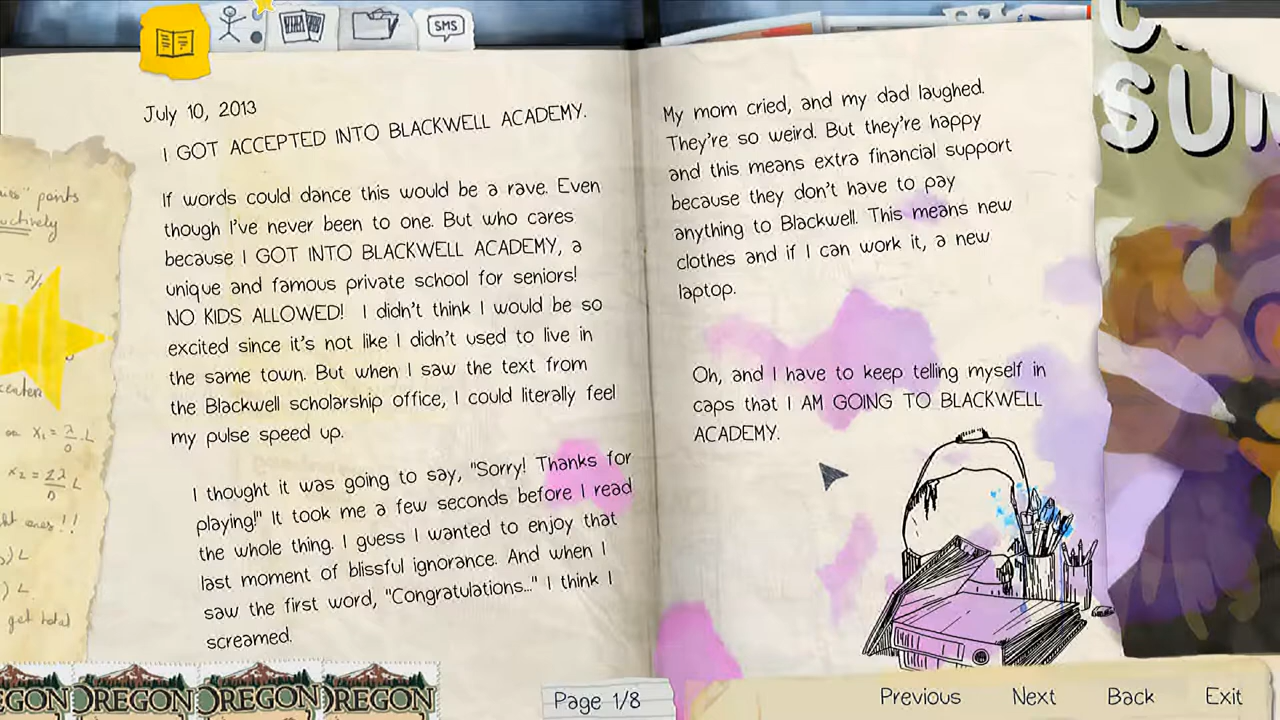 SMS
July 10, 2013
I GOT ACCEPTED INTO BLACKWELL ACADEMY.
If words could dance this would be a rave. Even
though I've never been to one. But who cares
because I GOT INTO BLACKWELL ACADEMY, a
unique and famous private school for seniors!
NO KIDS ALLOWED! I didn't think I would be so
excited since it's not like I didn't used to live in
the same town. But when I saw the text from
the Blackwell scholarship office, I could literally feel
my pulse speed up.
I thought it was going to say, "Sorry! Thanks for
playing!" It took me a few seconds before I read
the whole thing. I guess I wanted to enjoy that
last moment of blissful ignorance. And when I
saw the first word, "Congratulations..." I think I
screamed.
My mom cried, and my dad laughed.
They're so weird. But they're happy
and this means extra financial support
because they don't have to pay
anything to Blackwell. This means new
clothes and if I can work it, a new
laptop.
Oh, and I have to keep telling myself in
caps that I AM GOING TO BLACKWELL
ACADEMY.
points
get total
EGON OREGON OREGON OREGON
Page 1/8
Previous Next Back Exit